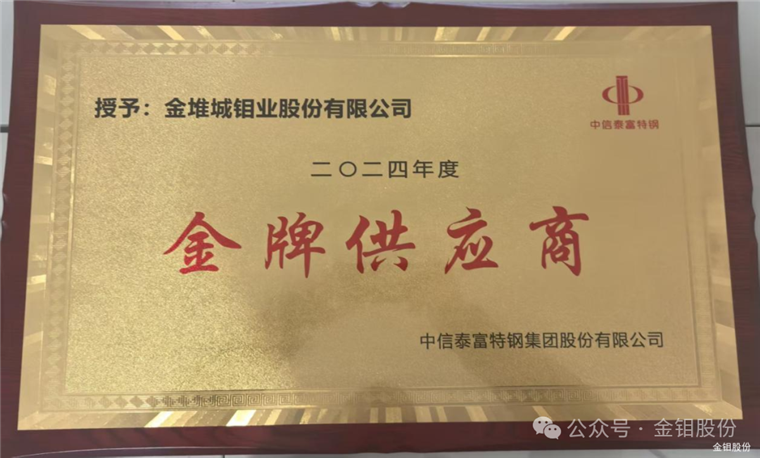 授予：金堆城钼业股份有限公司
中信泰富特钢
二〇二四年度
金牌供应商
中信泰富特钢集团股份有限公司
公众号·金钼股份
金钼股份